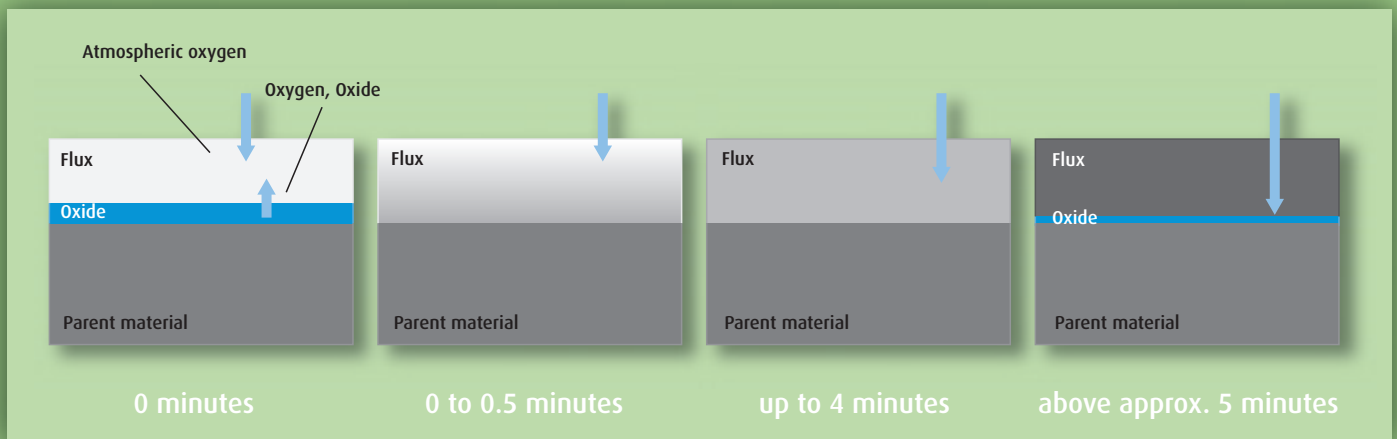 Atmospheric oxygen
Oxygen, Oxide
Flux
Oxide
Parent material
0 minutes
Flux
Parent material
0 to 0.5 minutes
Flux
Parent material
up to 4 minutes
Flux
Oxide
Parent material
above approx. 5 minutes